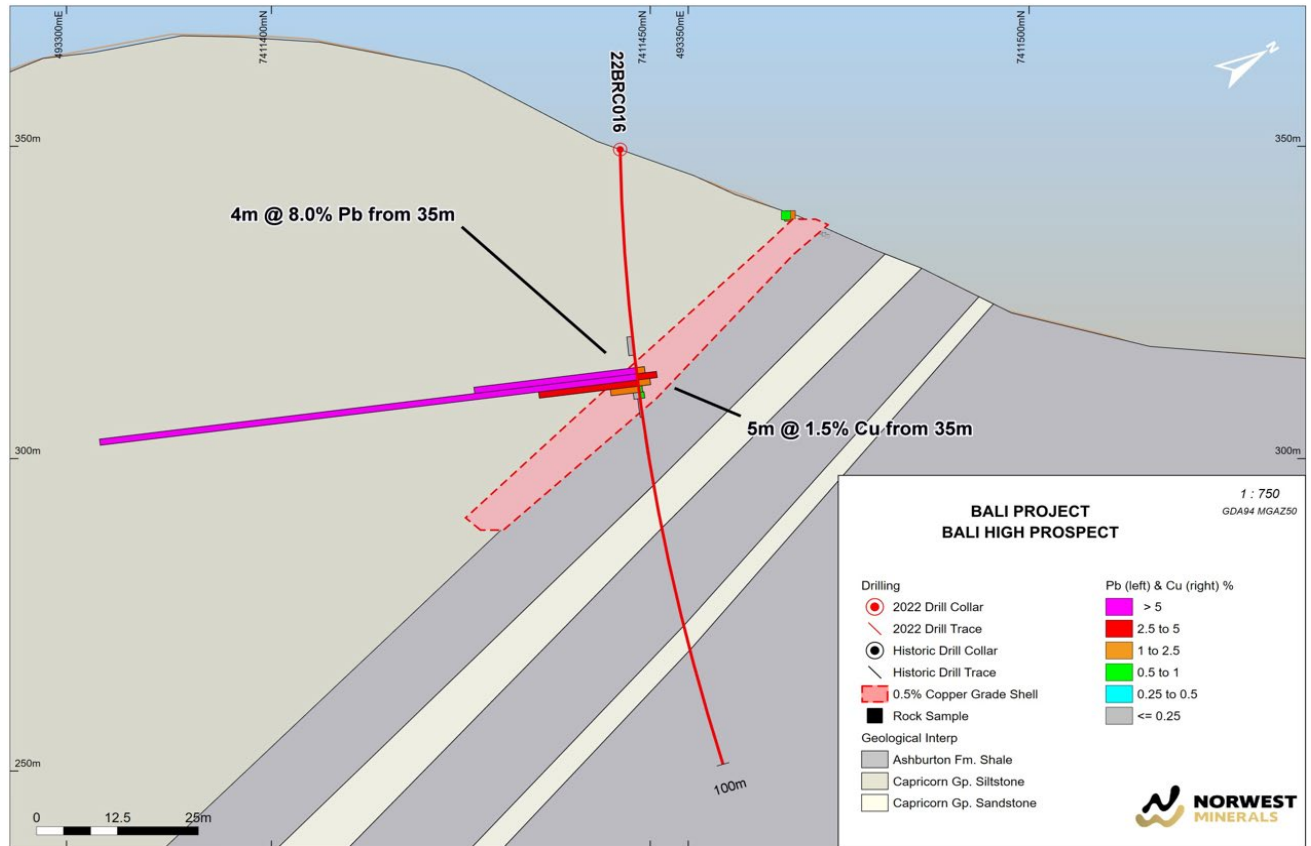 493300mE
7411400mN
7411450mN
493350mE
7411500mN
N
22BRC016
350m
350m
4m @ 8.0% Pb from 35m
5m @ 1.5% Cu from 35m
300m
300m
250m
100m
0 12.5 25m
BALI PROJECT
BALI HIGH PROSPECT
1 : 750
GDA94 MGAZ50
Drilling
2022 Drill Collar
2022 Drill Trace
Historic Drill Collar
Historic Drill Trace
0.5% Copper Grade Shell
Rock Sample
Geological Interp
Ashburton Fm. Shale
Capricorn Gp. Siltstone
Capricorn Gp. Sandstone
Pb (left) & Cu (right) %
> 5
2.5 to 5
1 to 2.5
0.5 to 1
0.25 to 0.5
<= 0.25
NORWEST
MINERALS